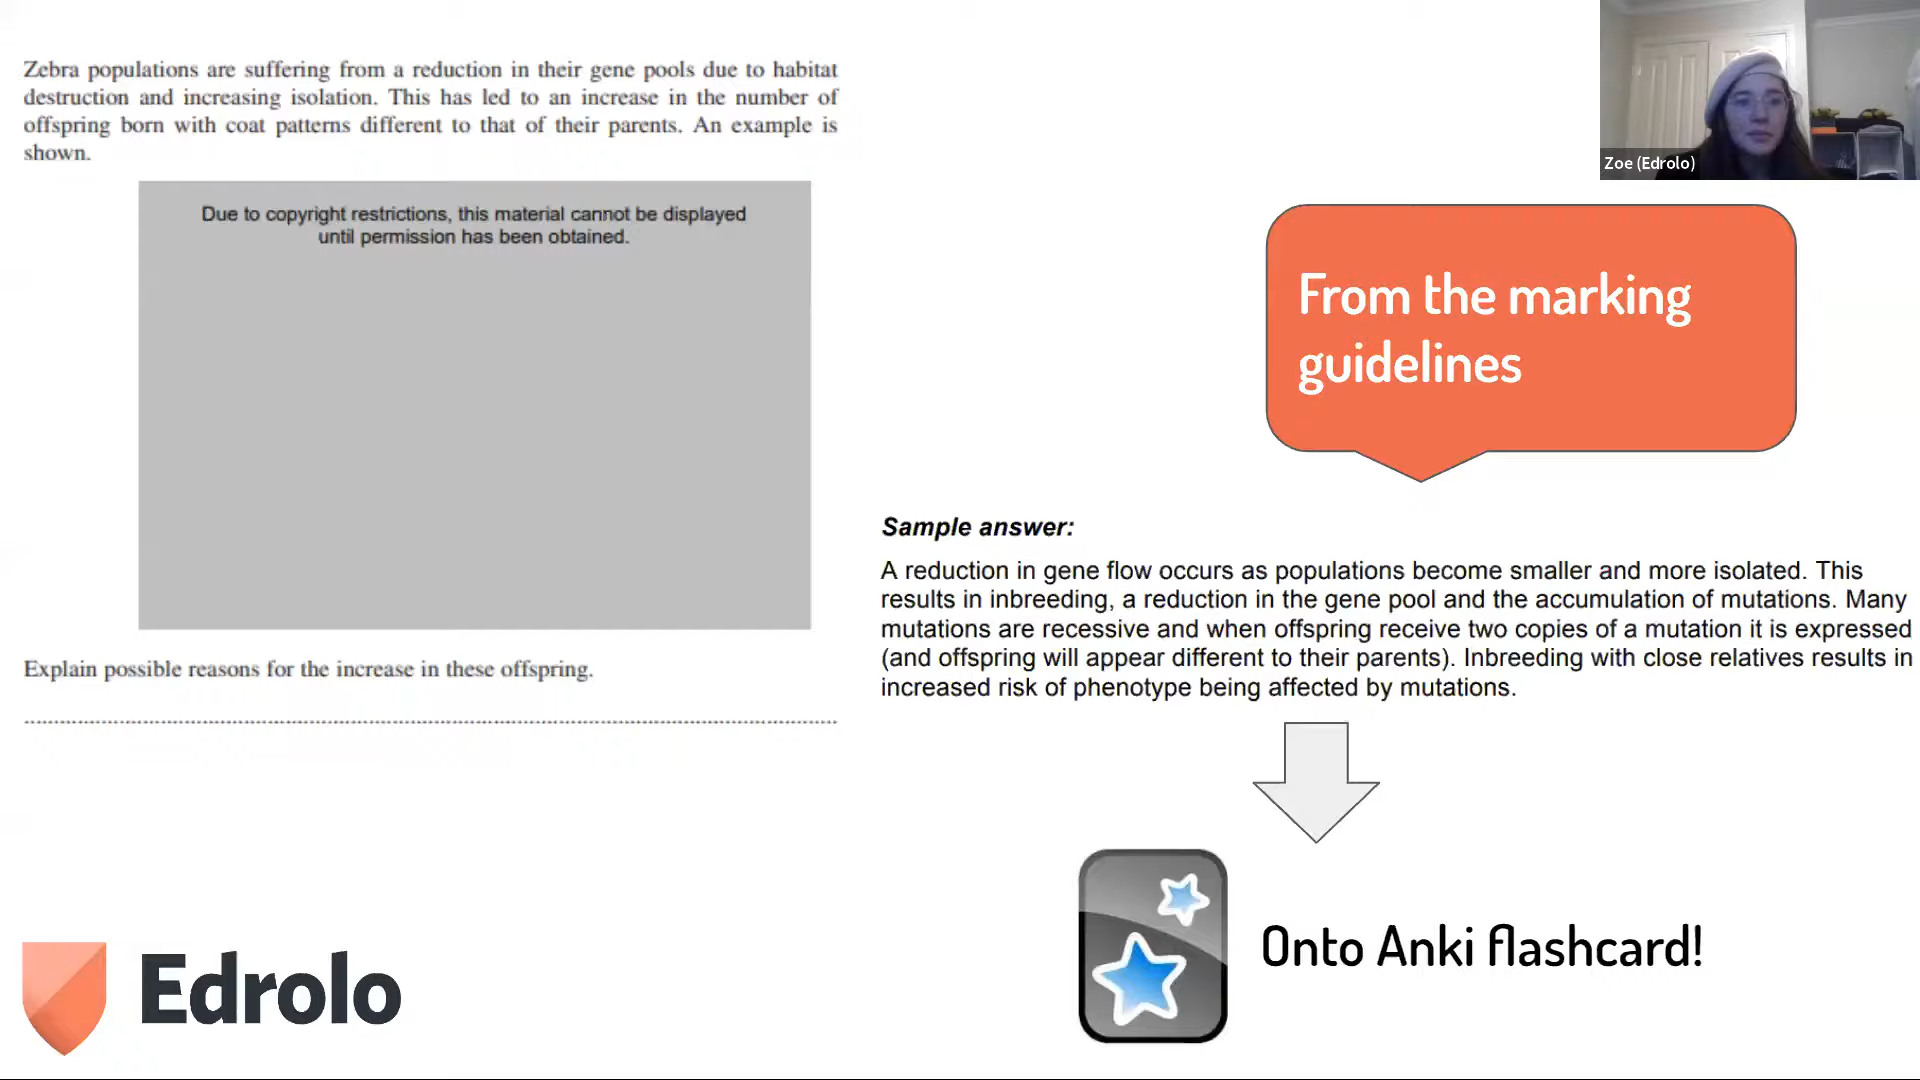 Zebra populations are suffering from a reduction in their gene pools due to habitat
destruction and increasing isolation. This has led to an increase in the number of
offspring born with coat patterns different to that of their parents. An example is
shown.
Due to copyright restrictions, this material cannot be displayed
until permission has been obtained.
Explain possible reasons for the increase in these offspring.
Zoe (Edrolo)
From the marking
guidelines
Sample answer:
A reduction in gene flow occurs as populations become smaller and more isolated. This
results in inbreeding, a reduction in the gene pool and the accumulation of mutations. Many
mutations are recessive and when offspring receive two copies of a mutation it is expressed
(and offspring will appear different to their parents). Inbreeding with close relatives results in
increased risk of phenotype being affected by mutations.
Onto Anki flashcard!
Edrolo